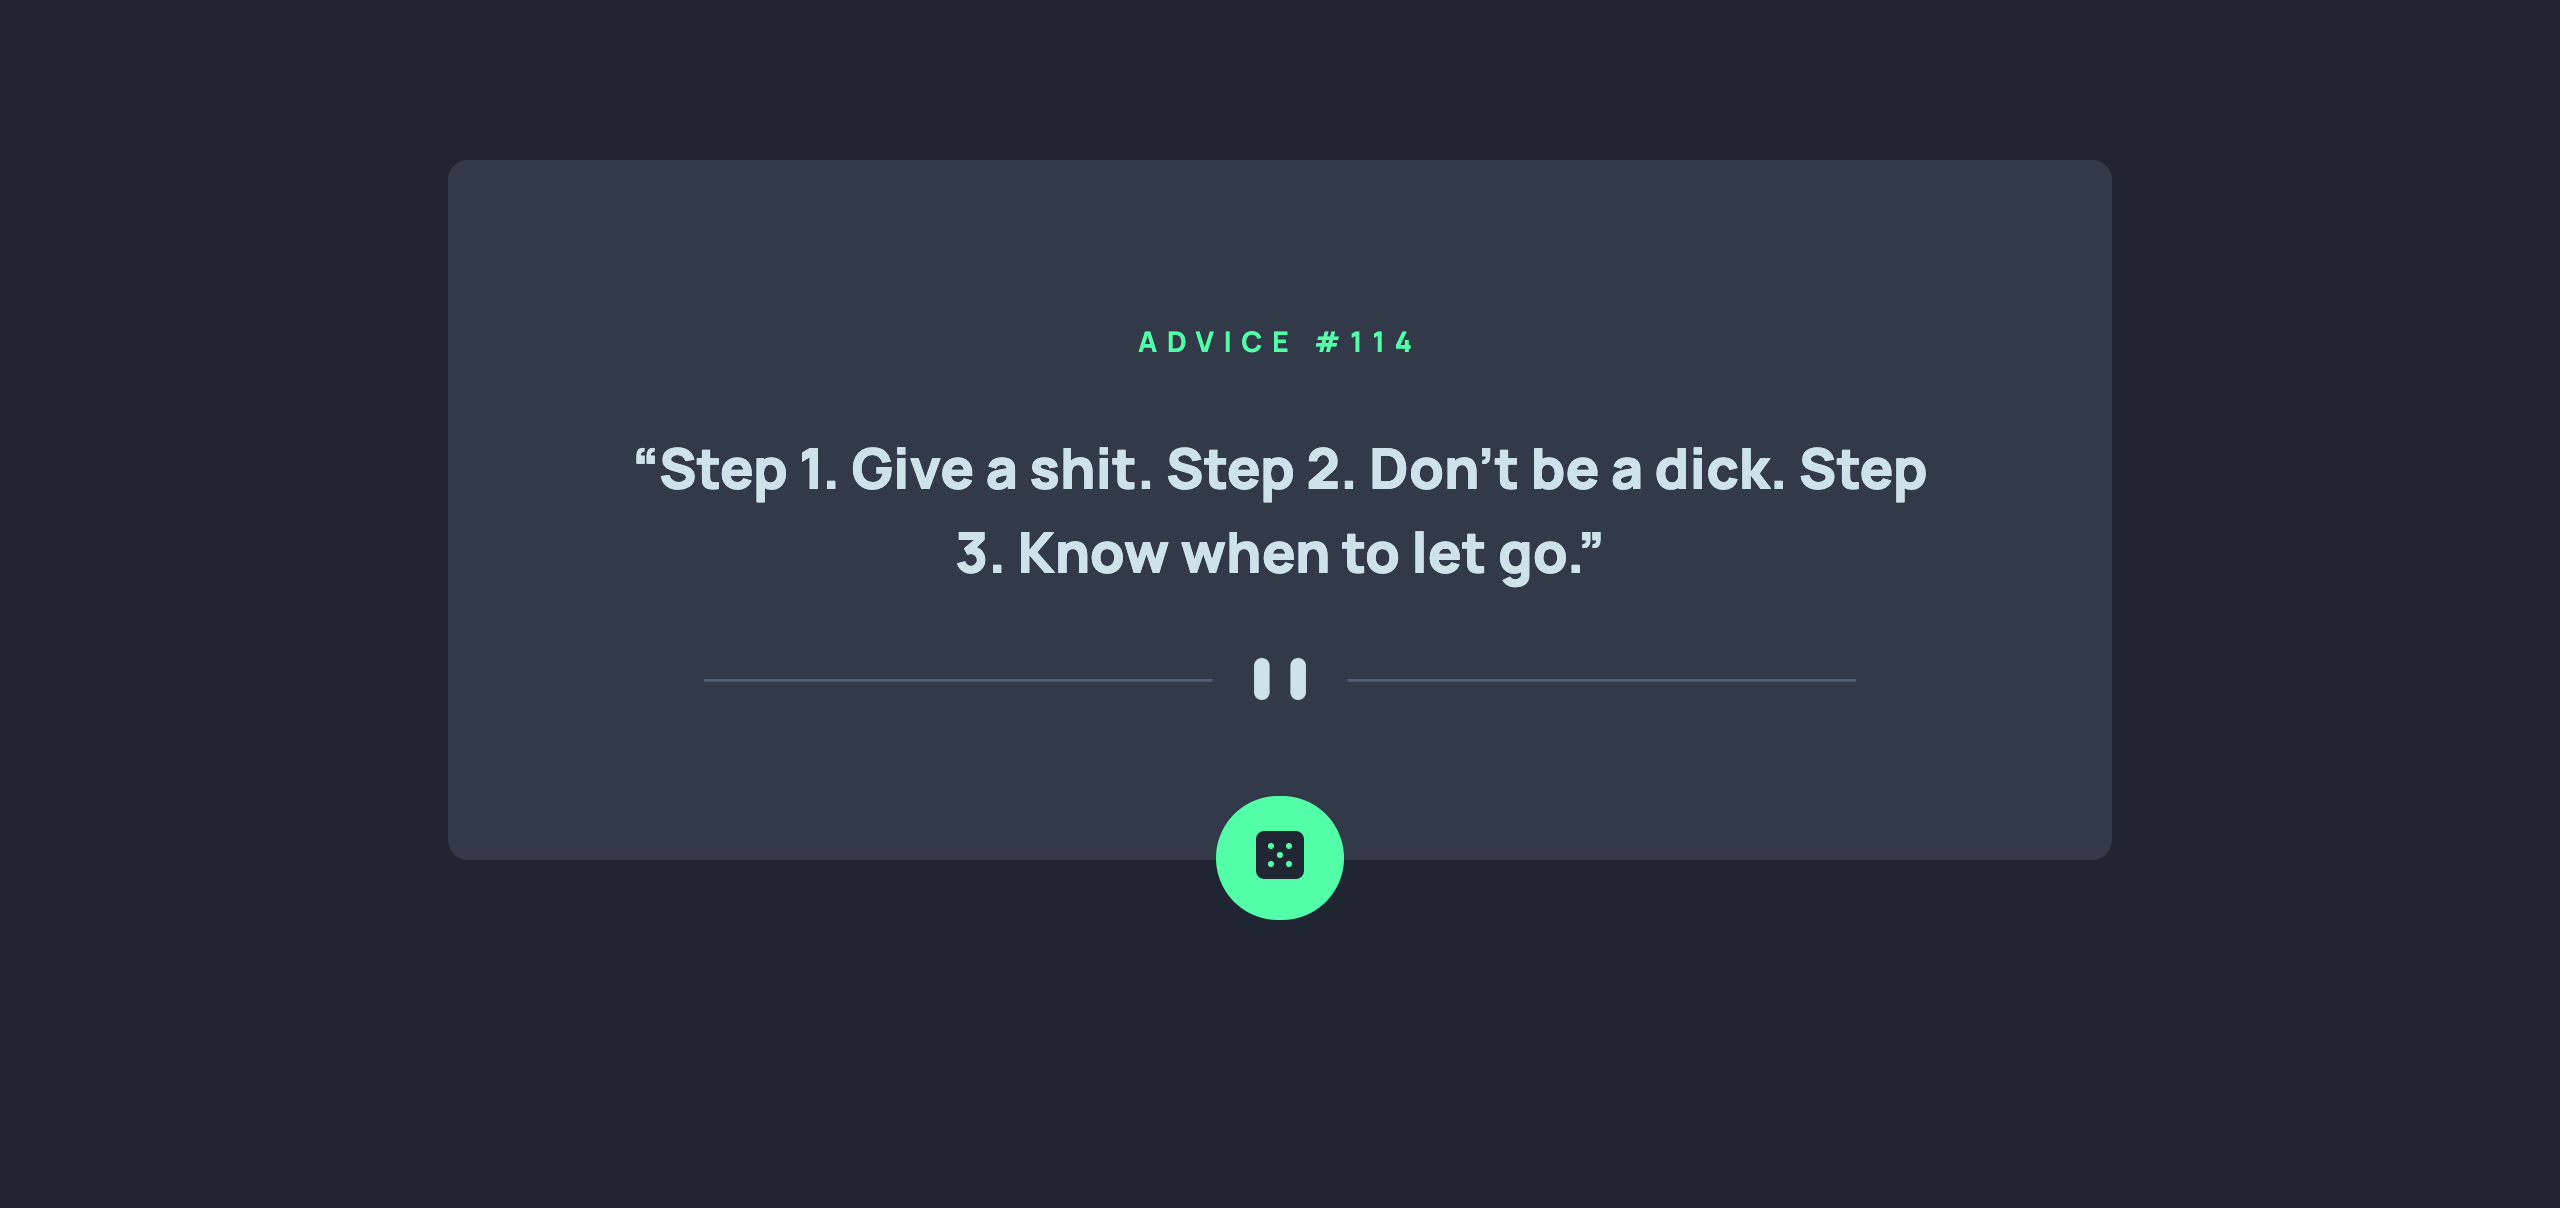 ADVICE #114
“Step 1. Give a shit. Step 2. Don’t be a dick. Step
3. Know when to let go.”